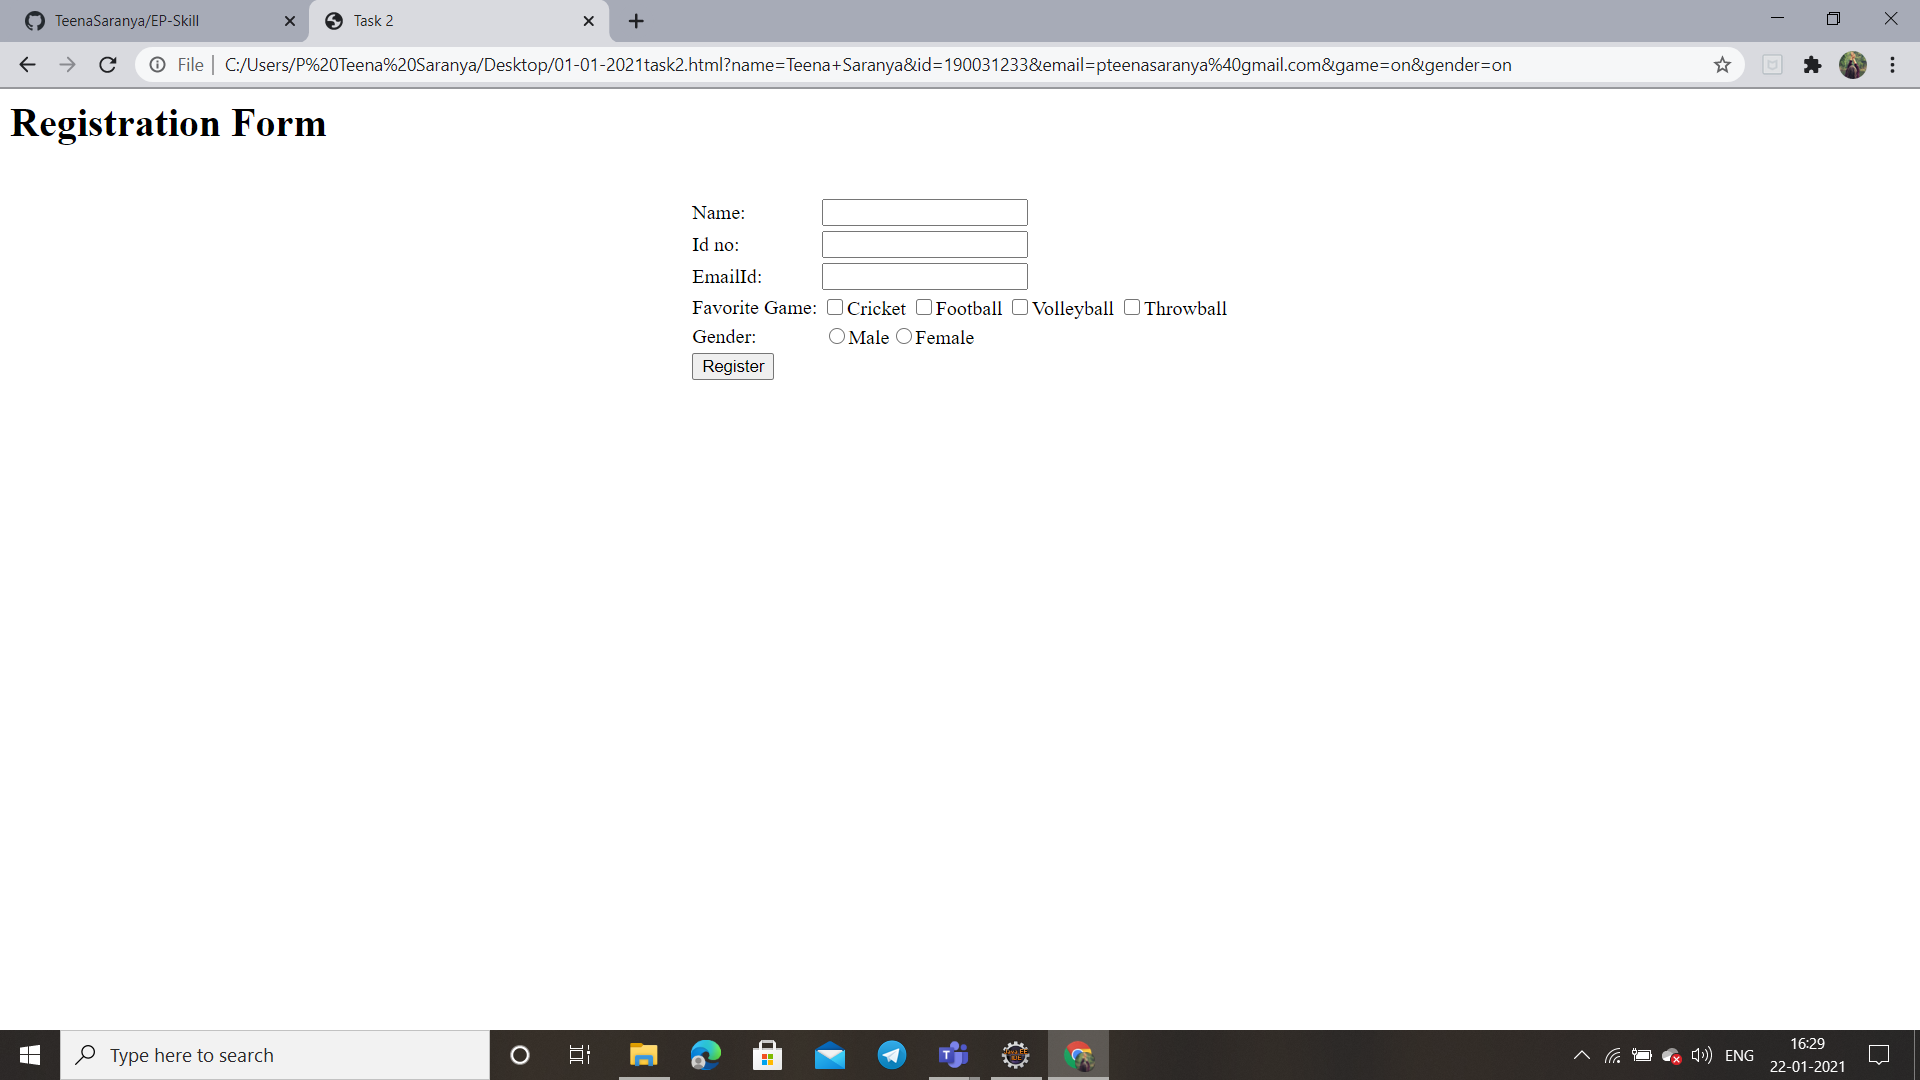 TeenaSaranya/EP-Skill
Task 2
File | C:/Users/P%20Teena%20Saranya/Desktop/01-01-2021task2.html?name=Teena+Saranya&id=190031233&email=pteenasaranya%40gmail.com&game=on&gender=on
Registration Form
Name:
Id no:
EmailId:
Favorite Game: Cricket Football Volleyball Throwball
Gender: Male Female
Register
Type here to search
ENG
16:29
22-01-2021